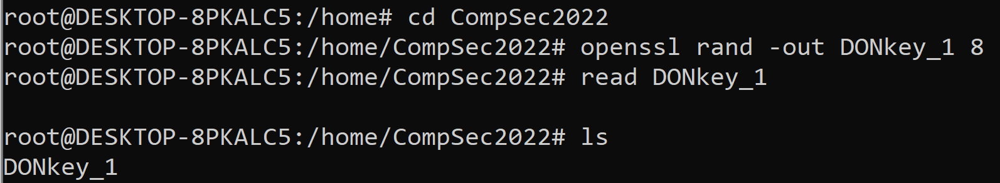 root@DESKTOP-8PKALC5:/home# cd CompSec2022
root@DESKTOP-8PKALC5:/home/CompSec2022# openssl rand -out DONkey_1 8
root@DESKTOP-8PKALC5:/home/CompSec2022# read DONkey_1
root@DESKTOP-8PKALC5:/home/CompSec2022# ls
DONkey_1